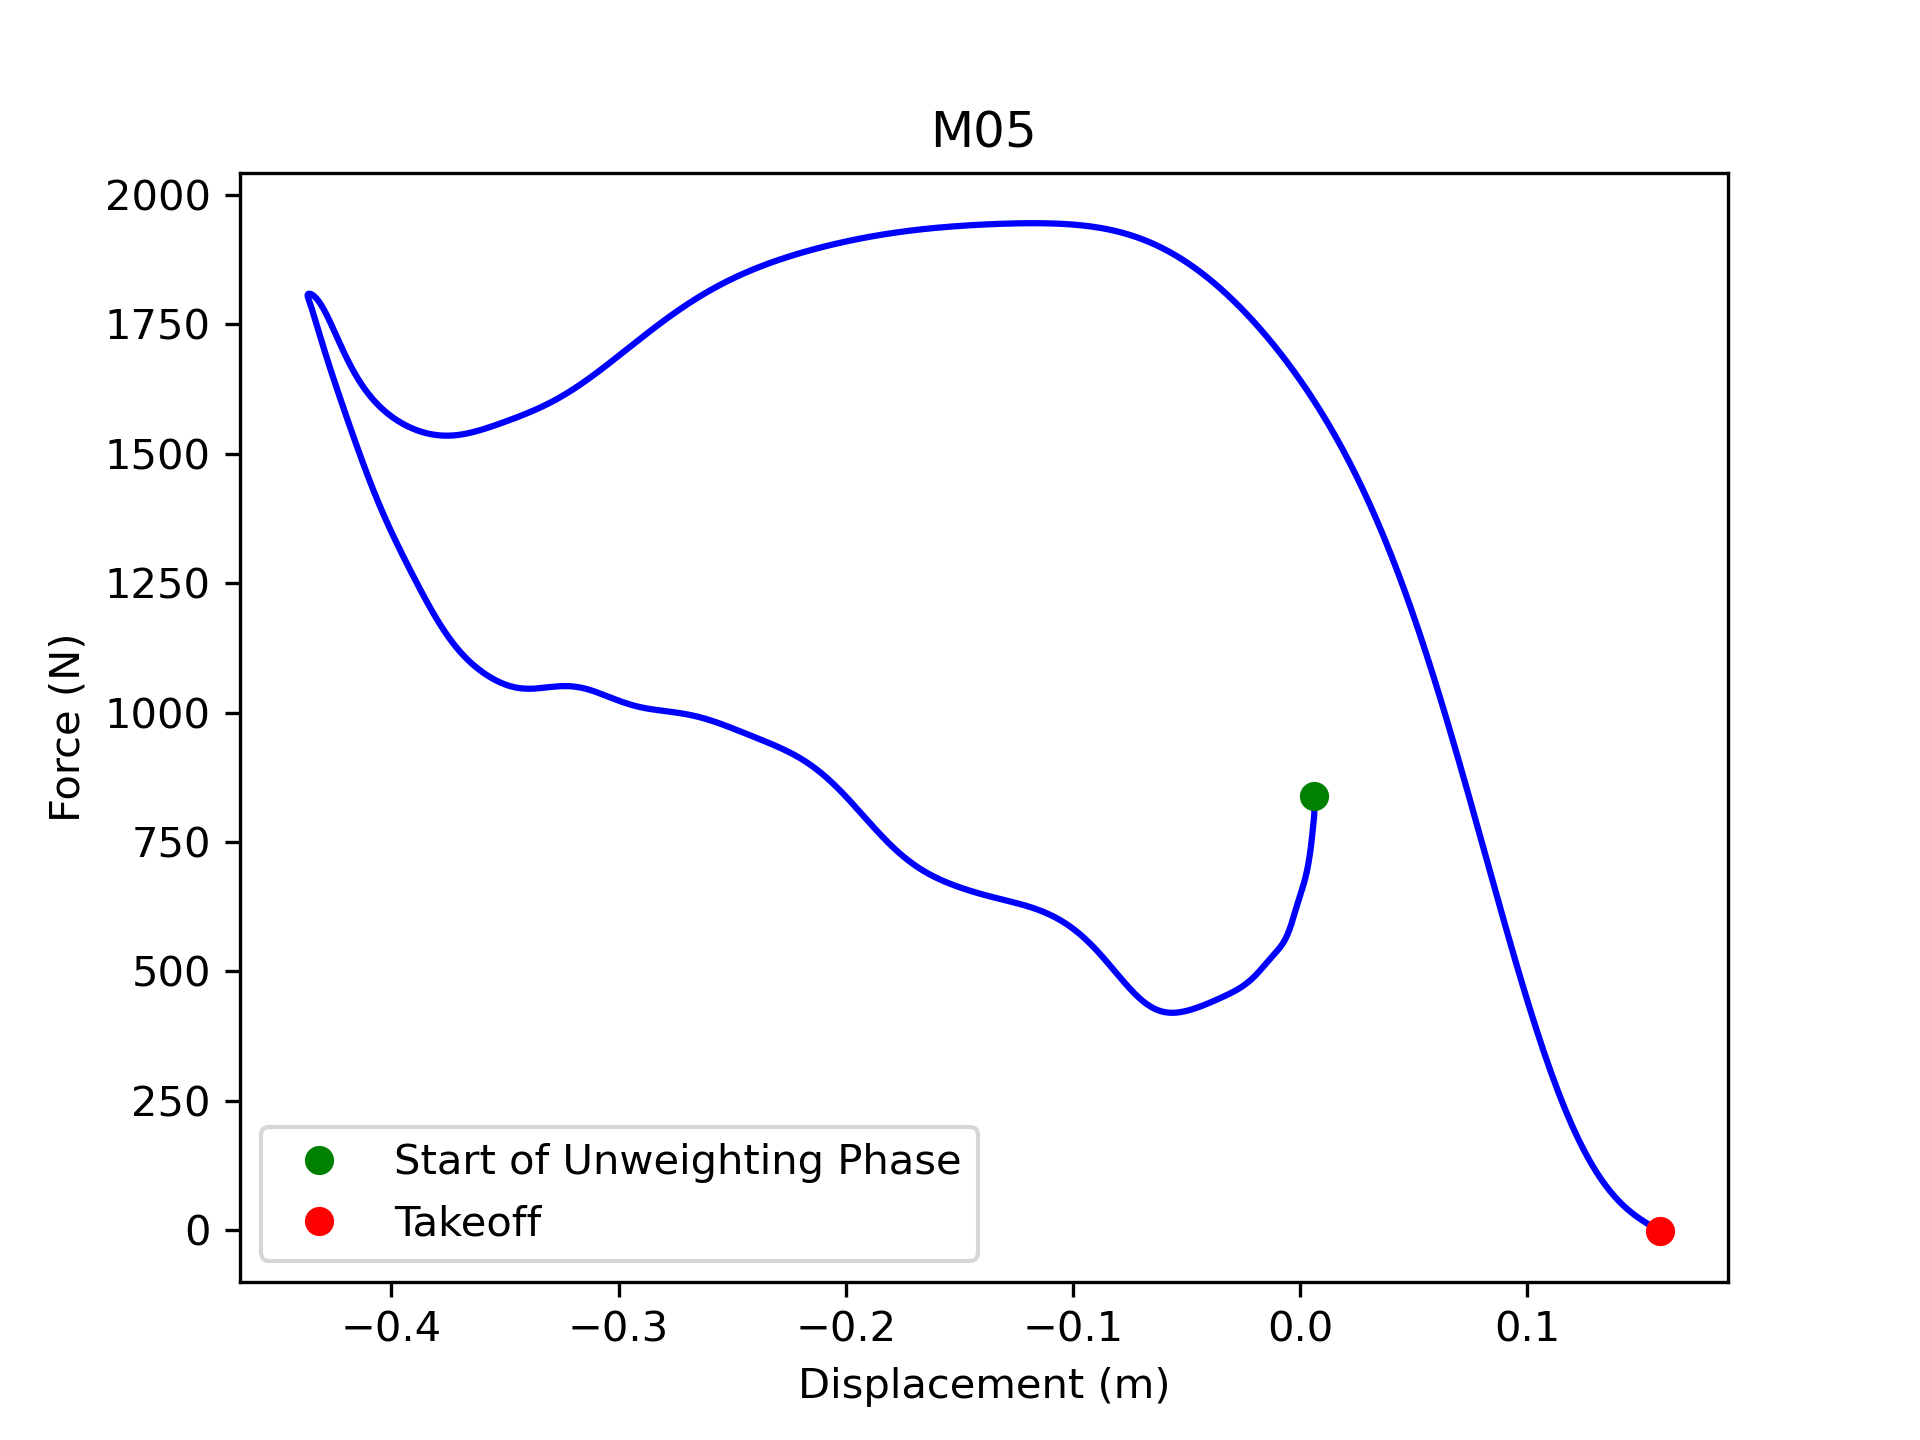 M05
2000
1750
1500
1250
1000
750
500
250
0
Force (N)
Start of Unweighting Phase
Takeoff
−0.4 −0.3 −0.2 −0.1 0.0 0.1
Displacement (m)